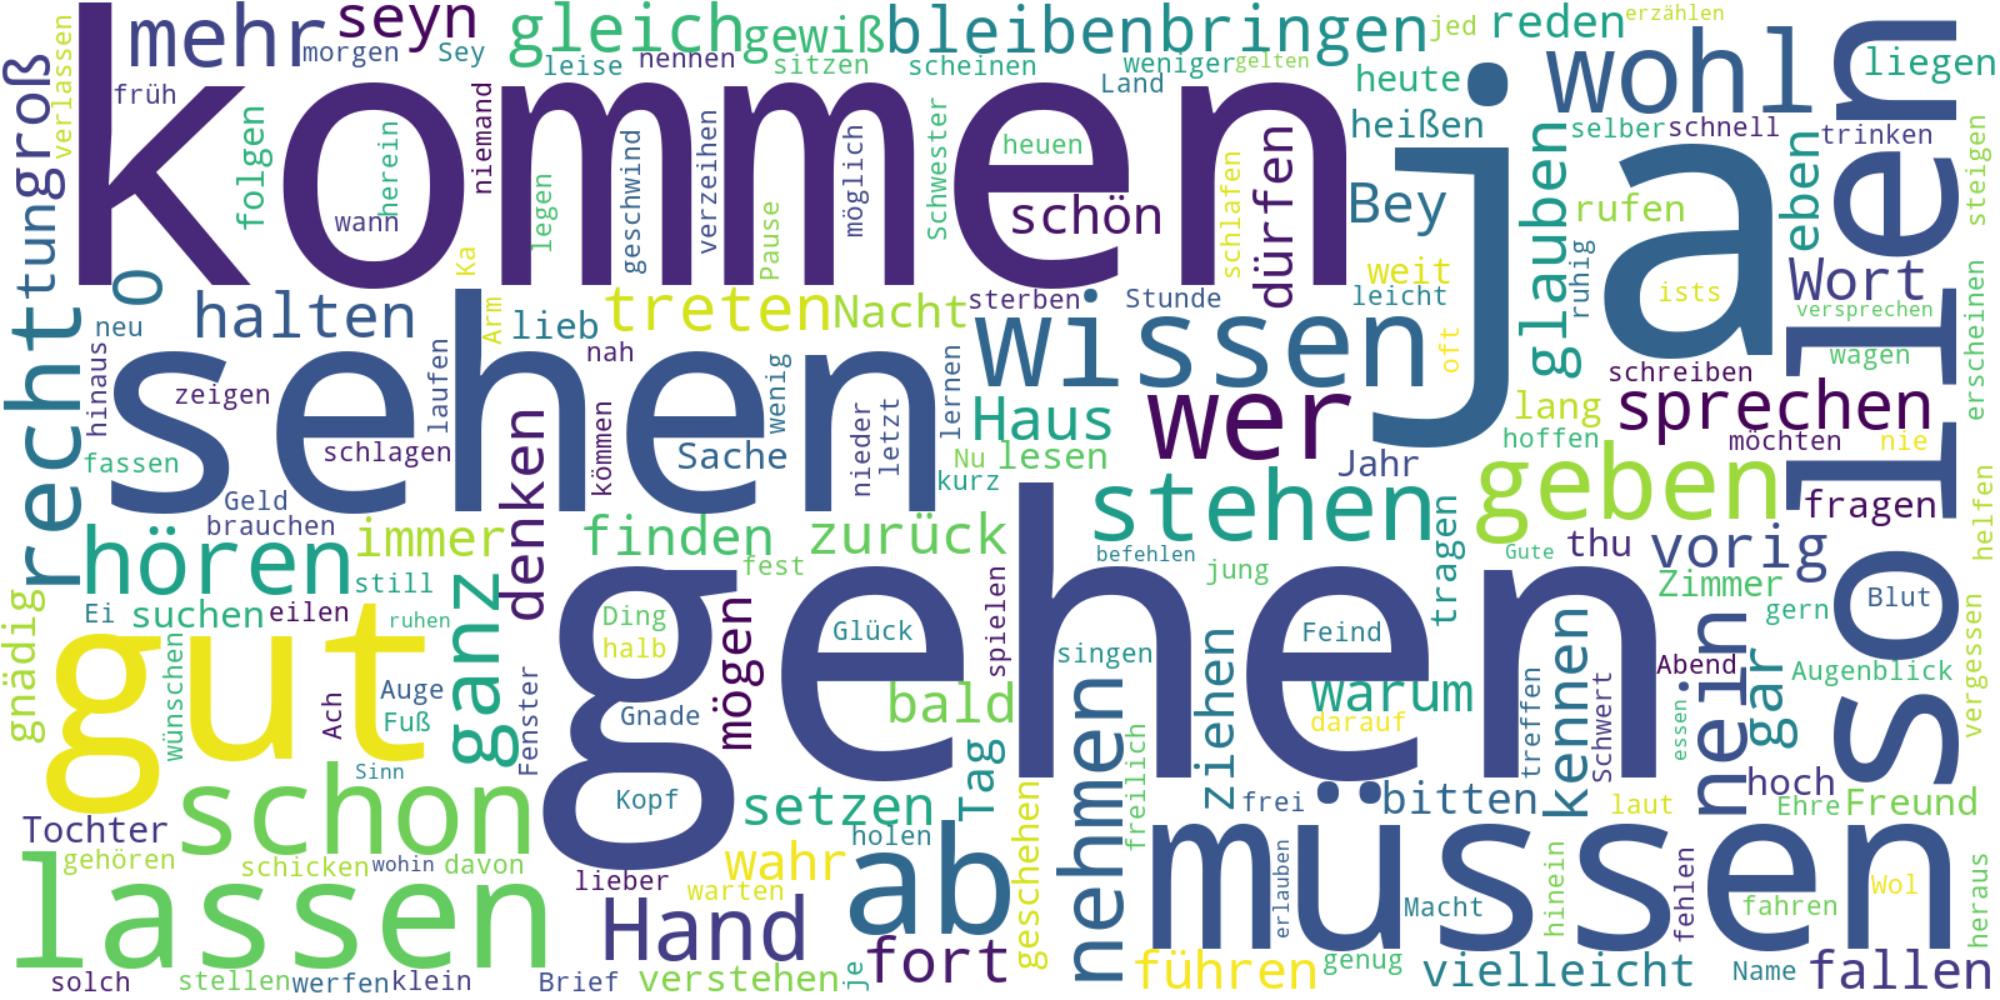 kommen
ja
sehen
gehen
sollen
gut
müssen
lassen
schon
wissen
wer
wohl
mehr
seyn
gleich
gewiß
bleiben
bringen
jed
reden
erzählen
verlassen
groß
morgen
Sey
leise
nennen
sitzen
scheinen
weniger
gelten
Land
heute
liegen
früh
folgen
herein
wann
niemand
legen
geschwind
verzeihen
Pause
möglich
Schwester
heuen
schön
schlafen
dürfen
heißen
Bey
weit
leicht
glauben
selber
schnell
rufen
ruhig
eben
trinken
steigen
Wort
ists
versprechen
wagen
erscheinen
tung
recht
o
neu
hinaus
halten
Ka
Arm
lieb
treten
Nacht
sterben
Stunde
nah
zeigen
laufen
schlagen
fassen
Geld
brauchen
denken
kömmen
Sache
wenig
nieder
letzt
lernen
Haus
Nu
lesen
kurz
oft
Jahr
schreiben
lang
sprechen
hoffen
möchten
nie
geben
fragen
helfen
stehen
tragen
befehlen
jung
Gute
thu
vorig
Zimmer
gern
Blut
hören
immer
still
finden
zurück
fest
Ei
suchen
eilen
ruhen
gnädig
wünschen
Ach
Auge
Fuß
ganz
Fenster
Sinn
Ding
halb
Gnade
Kopf
mögen
Glück
spielen
bald
singen
ziehen
Feind
warum
darauf
treffen
kennen
Schwert
Abend
essen
nein
gar
Augenblick
vergessen
Tochter
gehören
schicken
wohin
davon
setzen
holen
Tag
geschehen
nehmen
freilich
frei
bitten
laut
hoch
Ehre
Freund
lieber
wahr
warten
ab
Hand
fort
erlauben
Macht
hinein
fehlen
fahren
Wol
heraus
solch
stellen
werfen
klein
Brief
verstehen
je
führen
genug
vielleicht
Name
fallen